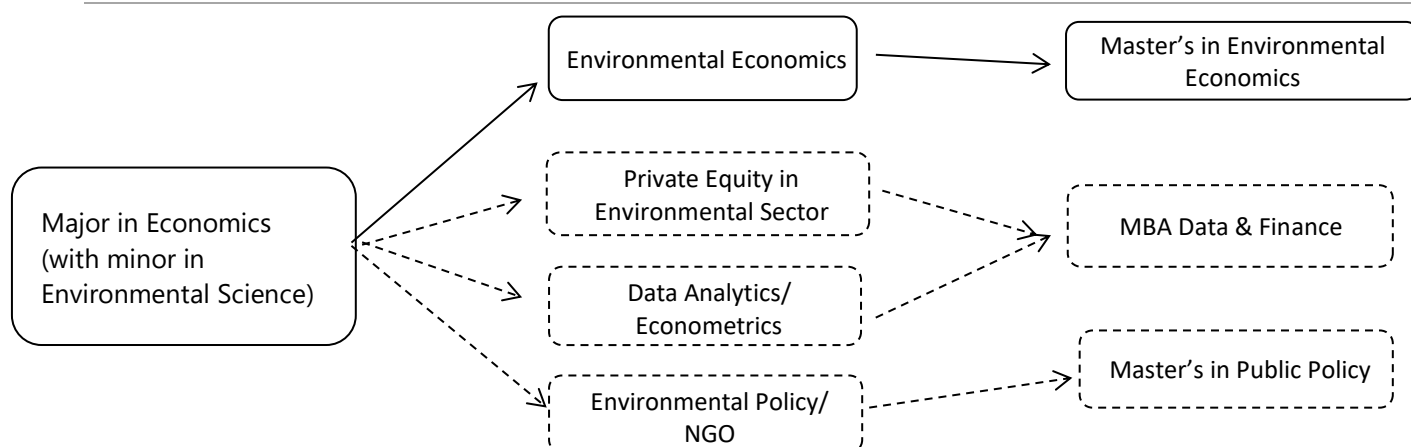 Environmental Economics
Master’s in Environmental
Economics
Major in Economics
(with minor in
Environmental Science)
Private Equity in
Environmental Sector
MBA Data & Finance
Data Analytics/
Econometrics
Master’s in Public Policy
Environmental Policy/
NGO